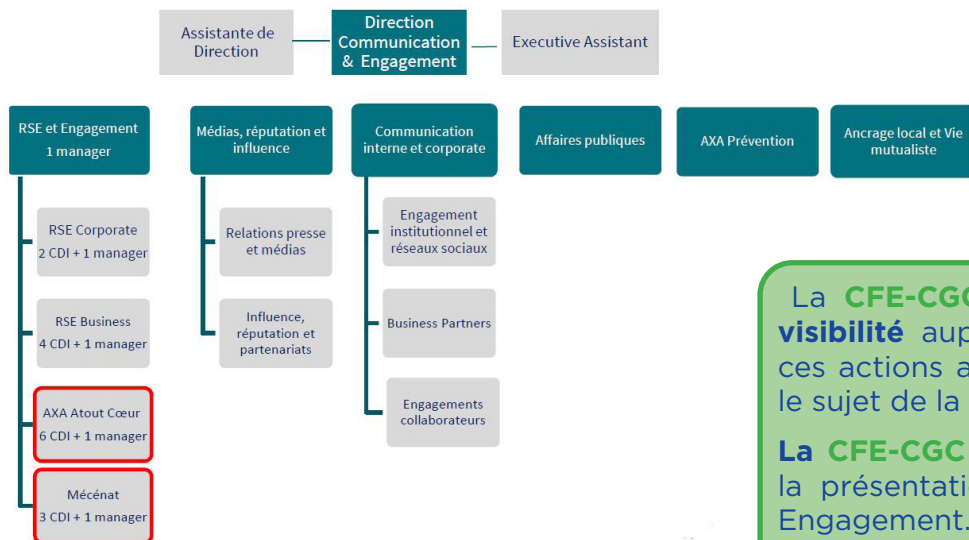 Assistante de
Direction
Direction
Communication
& Engagement
Executive Assistant
RSE et Engagement
1 manager
Médias, réputation et
influence
Communication
interne et corporate
Affaires publiques
AXA Prévention
Ancrage local et Vie
mutualiste
RSE Corporate
2 CDI + 1 manager
RSE Business
4 CDI + 1 manager
AXA Atout Cœur
6 CDI + 1 manager
Mécénat
3 CDI + 1 manager
Relations presse
et médias
Influence,
réputation et
partenariats
Engagement
institutionnel et
réseaux sociaux
Business Partners
Engagements
collaborateurs
La CFE-CGC
visibilité
ces actions
le sujet de la
La CFE-CGC
la
Engagement.